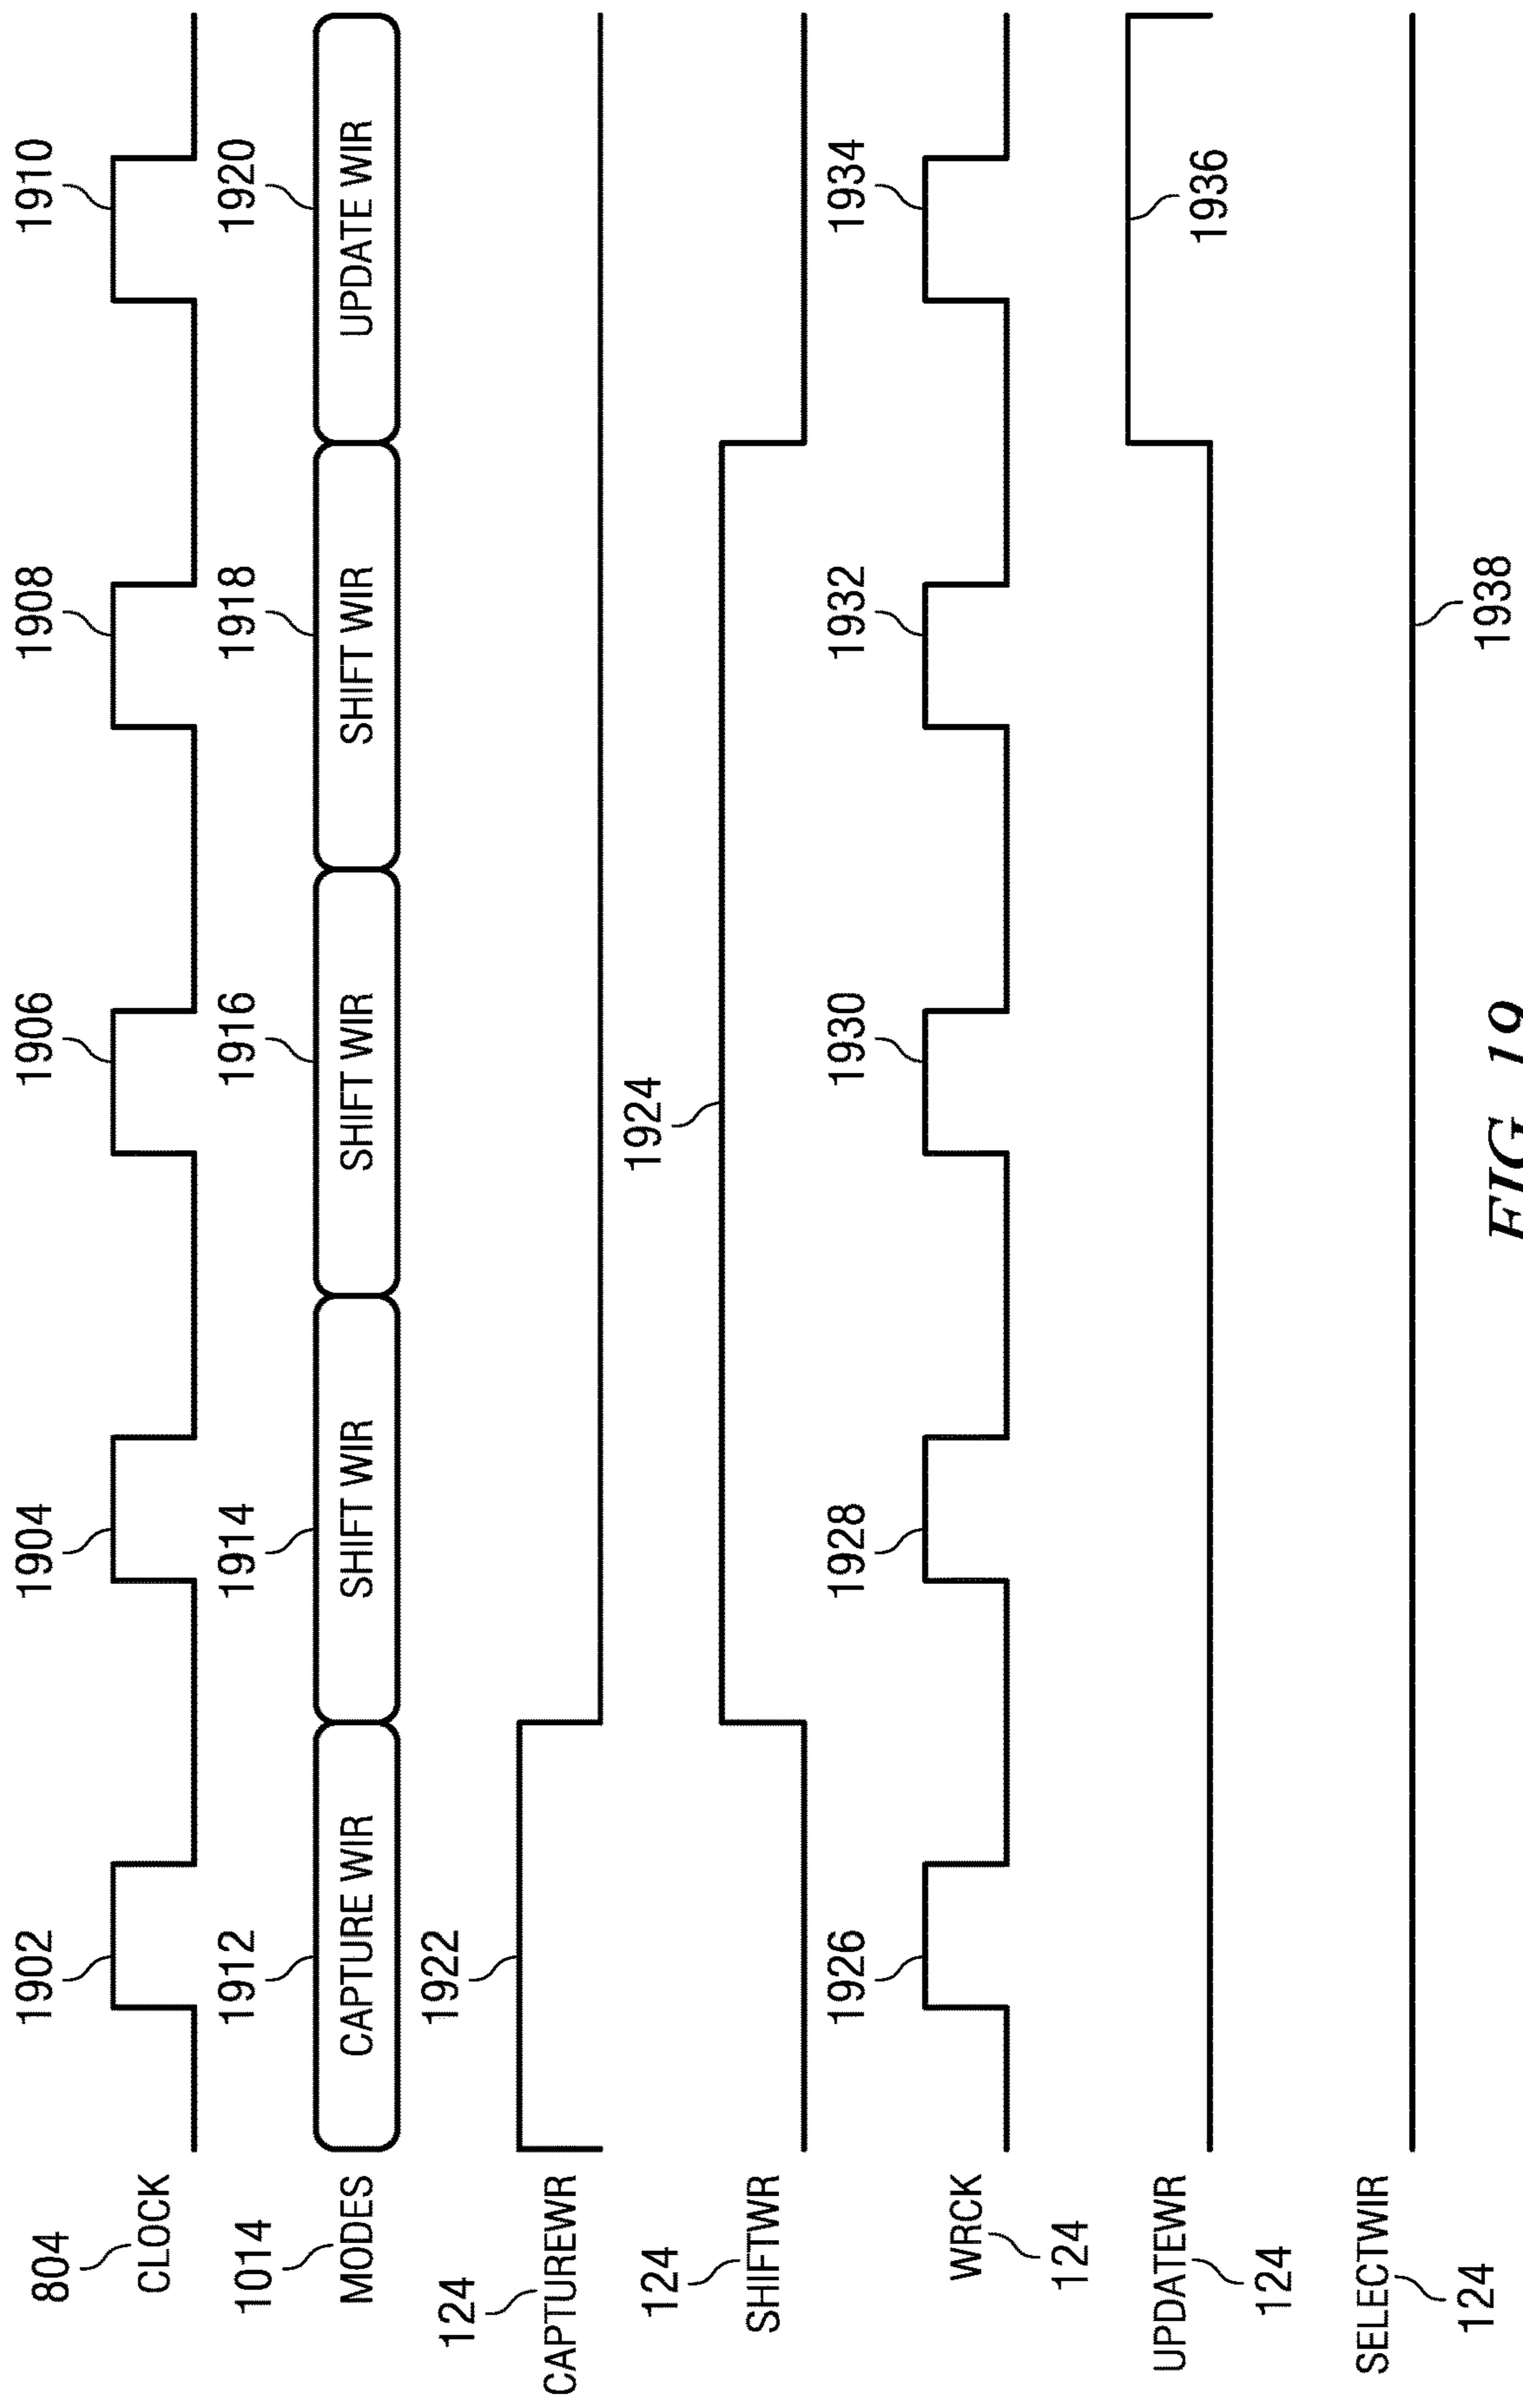 1902 1904 1906 1908 1910
804
CLOCK
1912 1914 1916 1918 1920
1014
MODES CAPTURE WIR SHIFT WIR SHIFT WIR SHIFT WIR UPDATE WIR
1922
124
CAPTUREWR
1924
124
SHIFTWR
1926 1928 1930 1932 1934
WRCK
124
UPDATEWR
1936
124
SELECTWIR
124
1938
FIG. 19